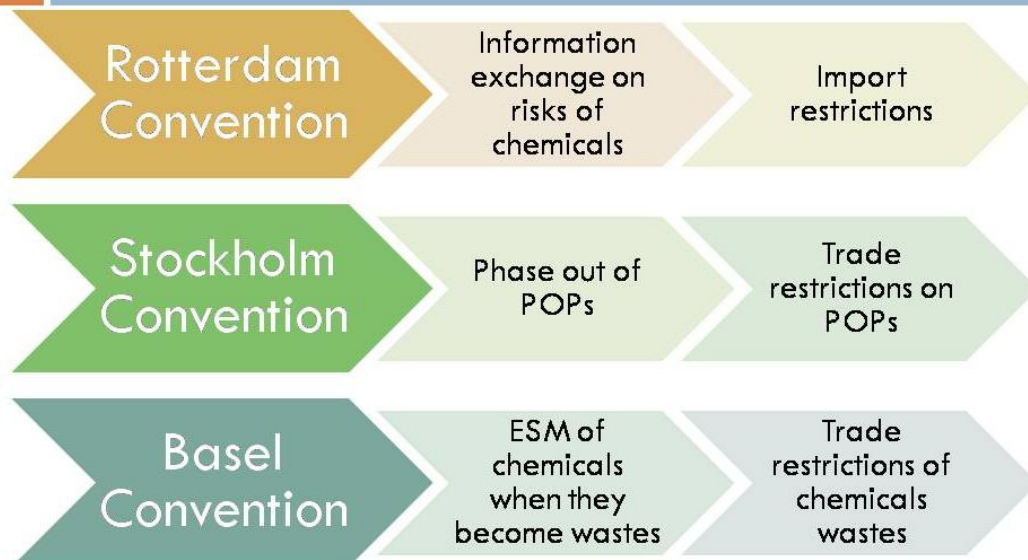 Rotterdam
Convention
Information
exchange on
risks of
chemicals
Import
restrictions
Stockholm
Convention
Phase out of
POPs
Trade
restrictions on
POPs
Basel
Convention
ESM of
chemicals
when they
become wastes
Trade
restrictions of
chemicals
wastes